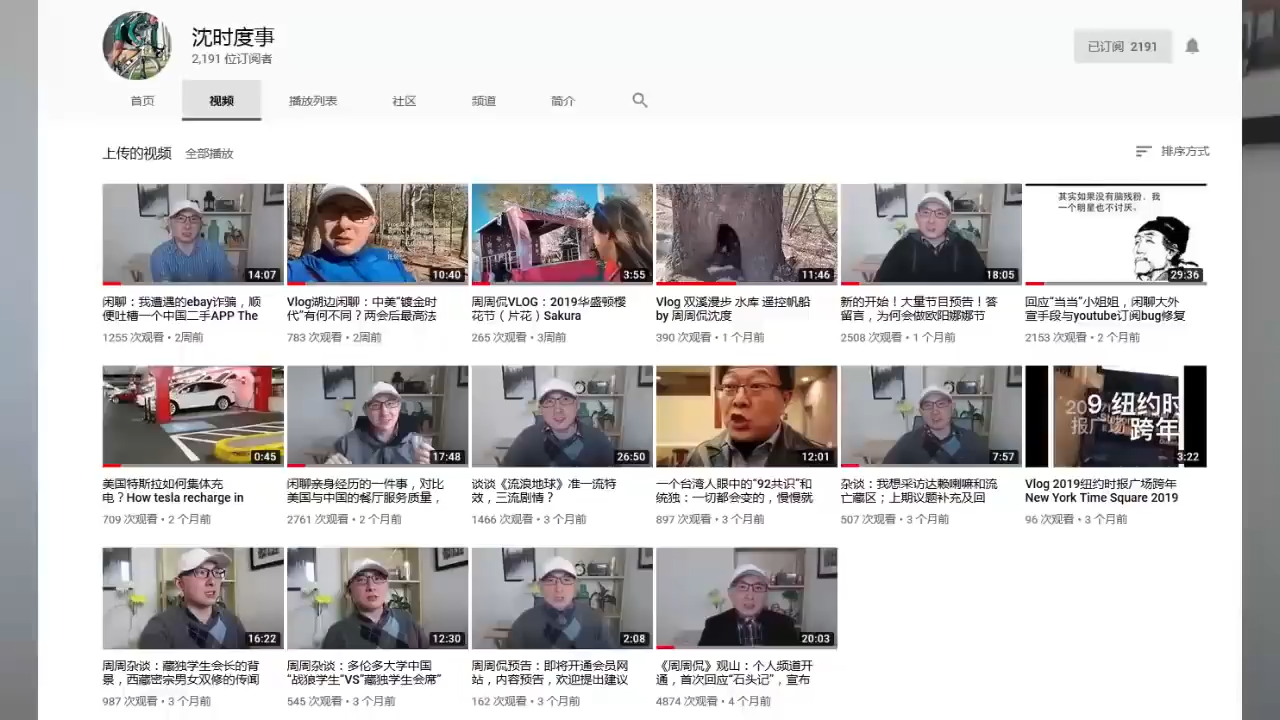 沈时度事
2,191 位订阅者
已订阅 2191
首页 视频 播放列表 社区 频道 简介
上传的视频 全部播放
排序方式
14:07
10:40
3:55
11:46
18:05
其实如果没有脑残粉，我
一个明星也不讨厌。
29:36
闲聊：我遭遇的ebay诈骗，顺
便吐槽一个中国二手APP The
1255 次观看 • 2周前
Vlog湖边闲聊：中美“镀金时
代”有何不同？两会后最高法
783 次观看 • 2周前
周周侃VLOG：2019华盛顿樱
花节（片花）Sakura
265 次观看 • 3周前
Vlog 双溪漫步 水库 遥控帆船
by 周周侃沈度
390 次观看 • 1 个月前
新的开始！大量节目预告！答
留言，为何会做欧阳娜娜节
2508 次观看 • 1 个月前
回应“当当”小姐姐，闲聊大外
宣手段与youtube订阅bug修复
2153 次观看 • 2 个月前
0:45
17:48
26:50
12:01
7:57
9 纽约时
跨年
3:22
美国特斯拉如何集体充
电？How tesla recharge in
709 次观看 • 2 个月前
闲聊亲身经历的一件事，对比
美国与中国的餐厅服务质量，
2761 次观看 • 2 个月前
谈谈《流浪地球》准一流特
效，三流剧情？
1466 次观看 • 3 个月前
一个台湾人眼中的“92共识”和
统独：一切都会变的，慢慢就
897 次观看 • 3 个月前
杂谈：我想采访达赖喇嘛和流
亡藏区；上期议题补充及回
507 次观看 • 3 个月前
Vlog 2019纽约时报广场跨年
New York Time Square 2019
96 次观看 • 3 个月前
16:22
12:30
2:08
20:03
周周杂谈：藏独学生会长的背
景，西藏密宗男女双修的传闻
987 次观看 • 3 个月前
周周杂谈：多伦多大学中国
“战狼学生”VS”藏独学生会席”
545 次观看 • 3 个月前
周周侃预告：即将开通会员网
站，内容预告，欢迎提出建议
162 次观看 • 3 个月前
《周周侃》观山：个人频道开
通，首次回应“石头记”，宣布
4874 次观看 • 4 个月前